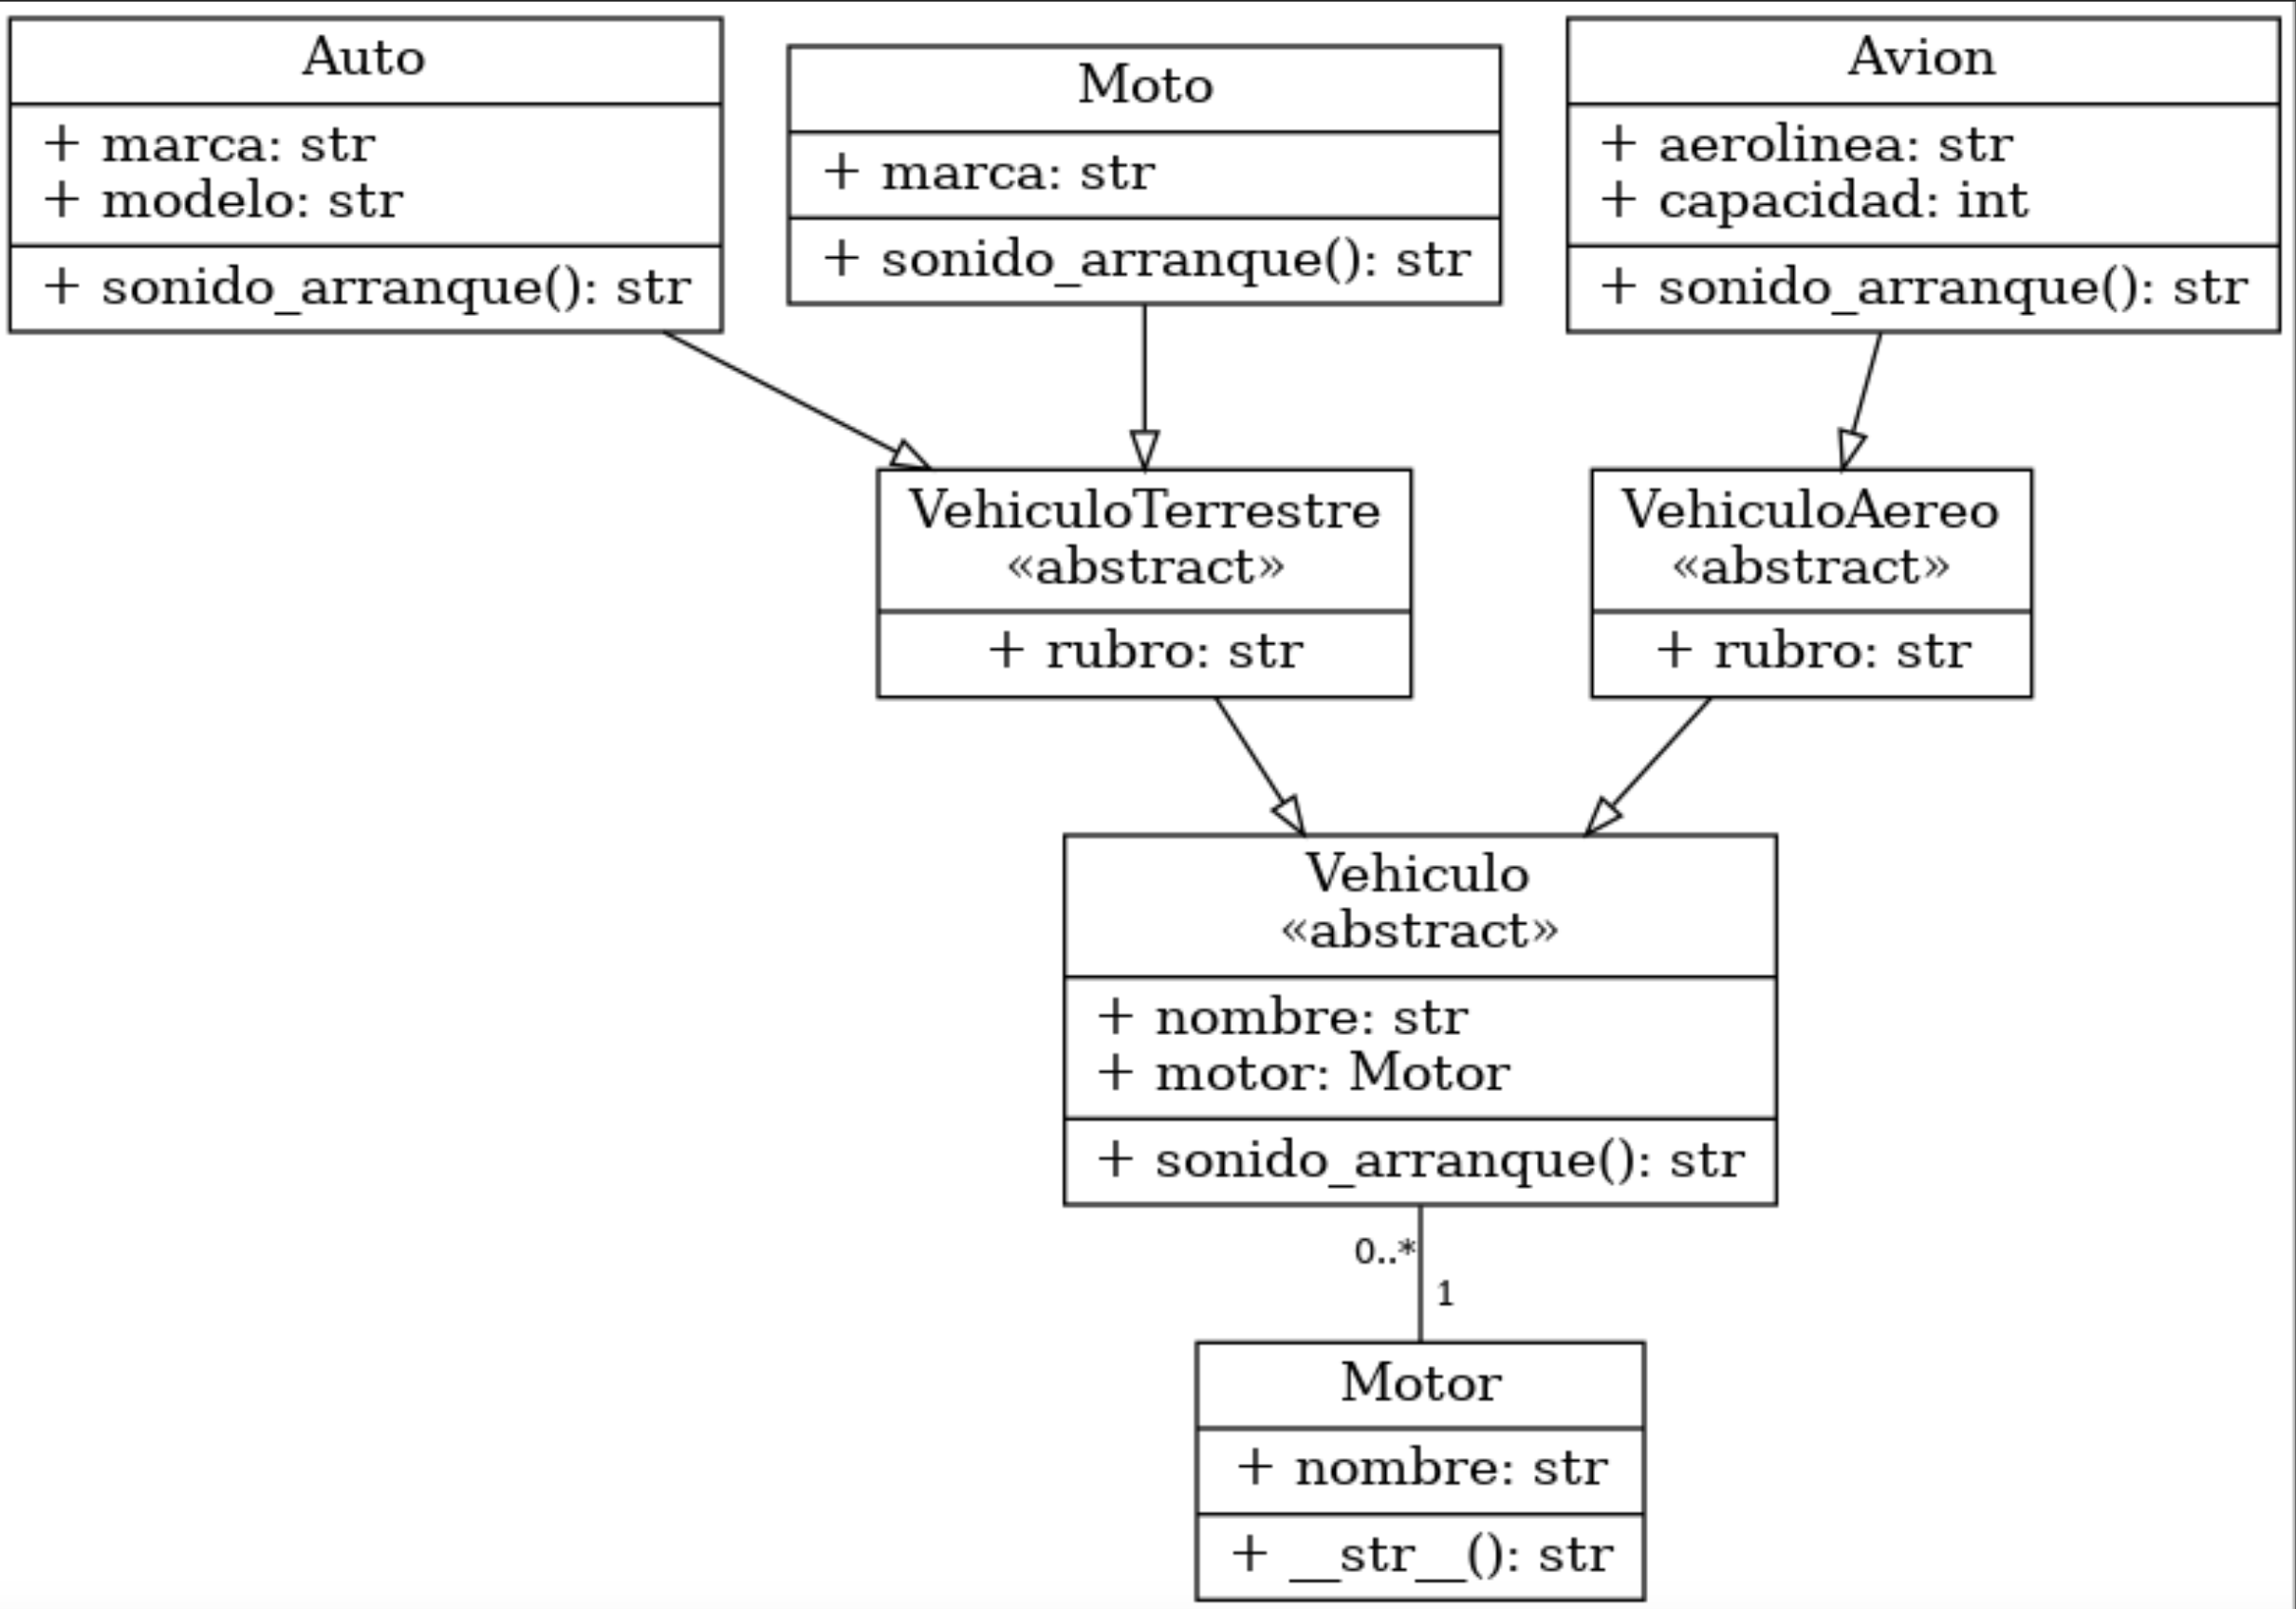 Auto
+ marca: str
+ modelo: str
+ sonido_arranque(): str
Moto
+ marca: str
+ sonido_arranque(): str
Avion
+ aerolinea: str
+ capacidad: int
+ sonido_arranque(): str
VehiculoTerrestre
«abstract»
+ rubro: str
VehiculoAereo
«abstract»
+ rubro: str
Vehiculo
«abstract»
+ nombre: str
+ motor: Motor
+ sonido_arranque(): str
0..*
1
Motor
+ nombre: str
+ __str__(): str